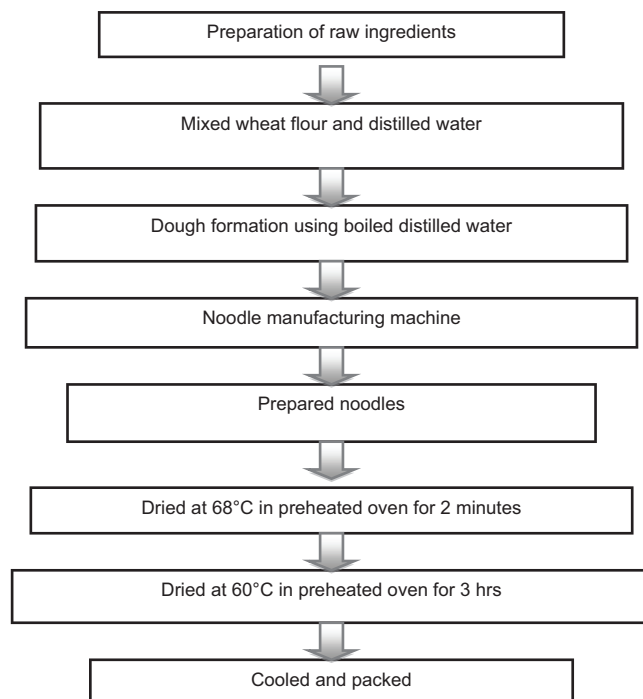 Preparation of raw ingredients
Mixed wheat flour and distilled water
Dough formation using boiled distilled water
Noodle manufacturing machine
Prepared noodles
Dried at 68°C in preheated oven for 2 minutes
Dried at 60°C in preheated oven for 3 hrs
Cooled and packed